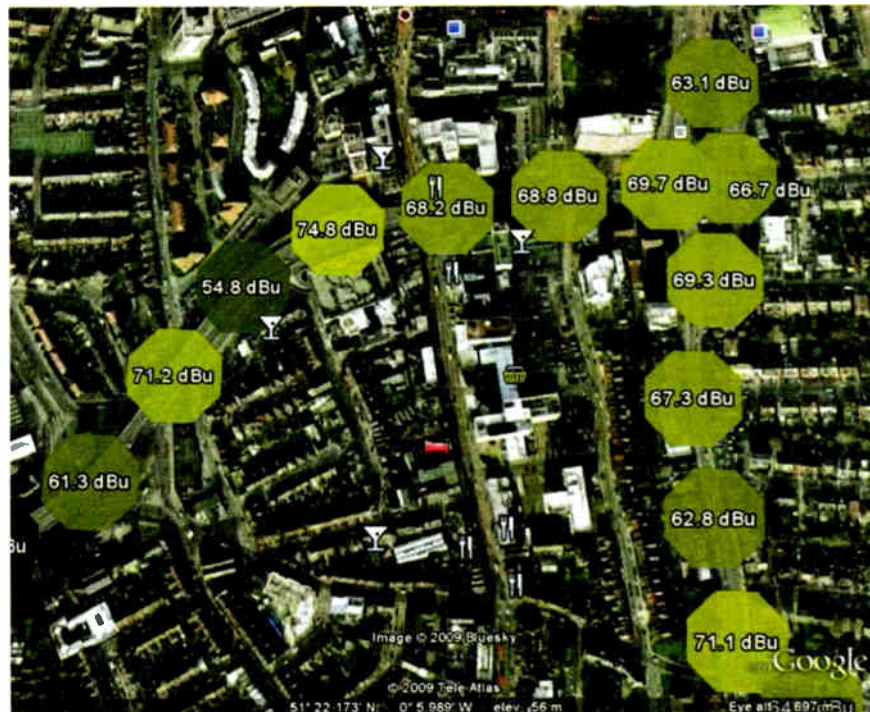 63.1 dBu
69.7 dBu
66.7 dBu
68.2 dBu
68.8 dBu
74.8 dBu
54.8 dBu
69.3 dBu
71.2 dBu
67.3 dBu
61.3 dBu
62.8 dBu
71.1 dBu
Image © 2009 Bluesky
Google
© 2009 Tele Atlas
51° 22.173' N 0° 5.989' W elev 56 m Eye alt